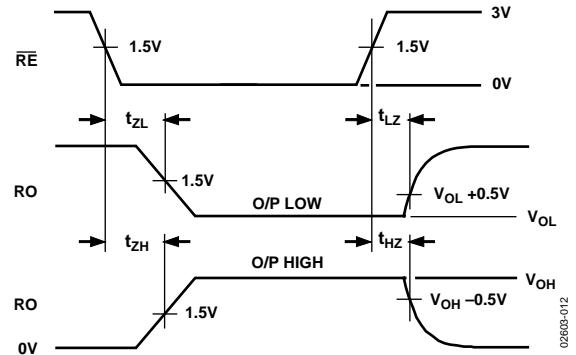 3V
RE
1.5V
1.5V
0V
tZL
tLZ
RO
1.5V
O/P LOW
VOL +0.5V
VOL
tZH
tHZ
O/P HIGH
VOH
RO
1.5V
VOH –0.5V
0V
02603-012